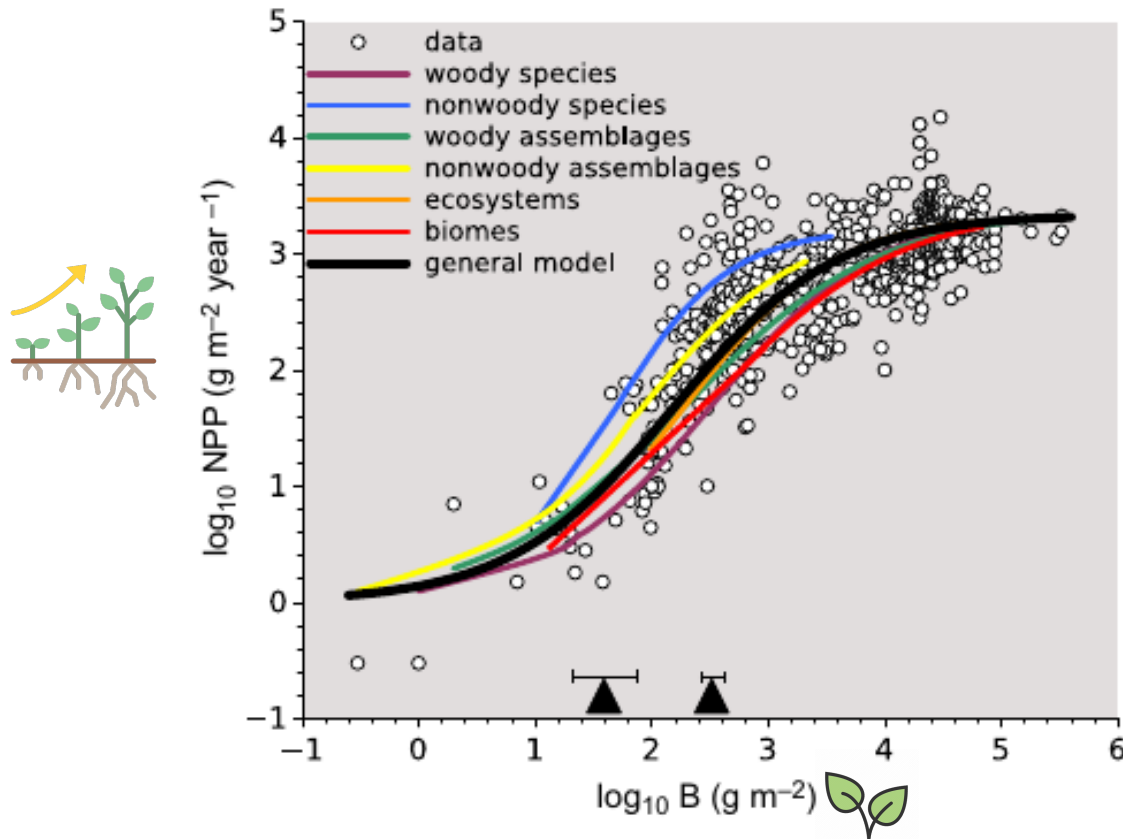 5
4
3
2
1
0
−1
log10 NPP (g m−2 year −1)
data
woody species
nonwoody species
woody assemblages
nonwoody assemblages
ecosystems
biomes
general model
−1 0 1 2 3 4 5 6
log10 B (g m−2)